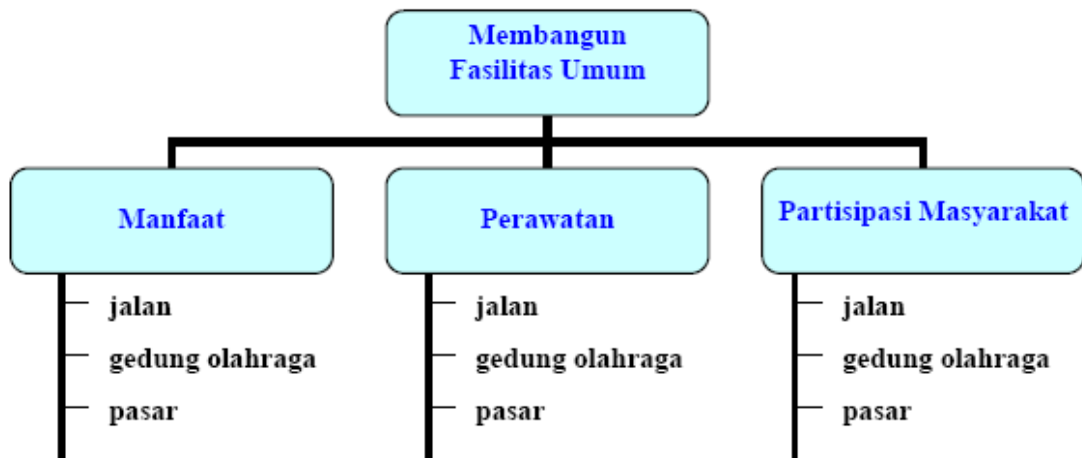 Membangun
Fasilitas Umum
Manfaat
jalan
gedung olahraga
pasar
Perawatan
jalan
gedung olahraga
pasar
Partisipasi Masyarakat
jalan
gedung olahraga
pasar